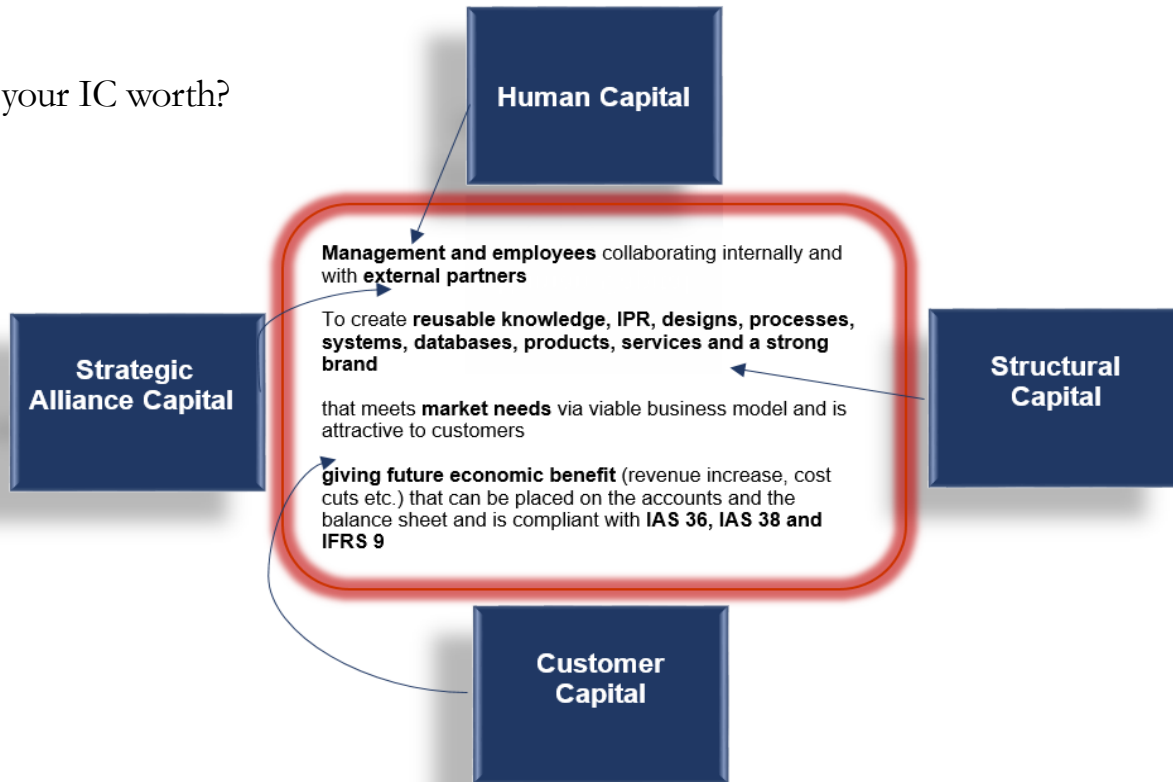 your IC worth?
Human Capital
Management and employees collaborating internally and
with external partners
To create reusable knowledge, IPR, designs, processes,
systems, databases, products, services and a strong
brand
that meets market needs via viable business model and is
attractive to customers
giving future economic benefit (revenue increase, cost
cuts etc.) that can be placed on the accounts and the
balance sheet and is compliant with IAS 36, IAS 38 and
IFRS 9
Strategic
Alliance Capital
Structural
Capital
Customer
Capital